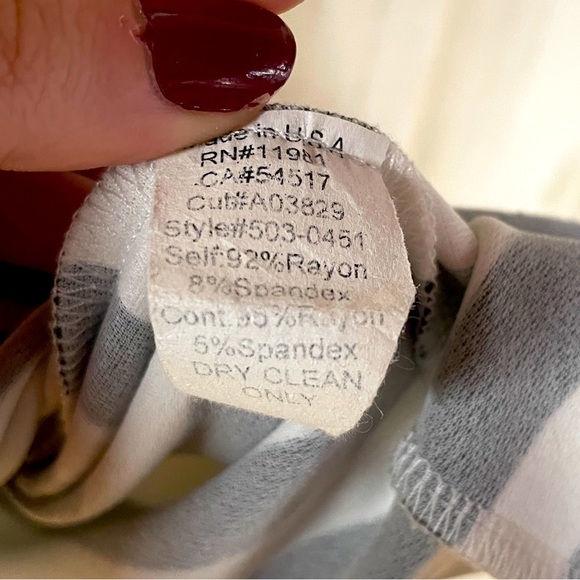 Made in U.S.A
RN#11981
CA#54517
Cut#A03829
Style#503-0451
Self:92%Rayon
8%Spandex
Cont:95%Rayon
5%Spandex
DRY CLEAN
ONLY